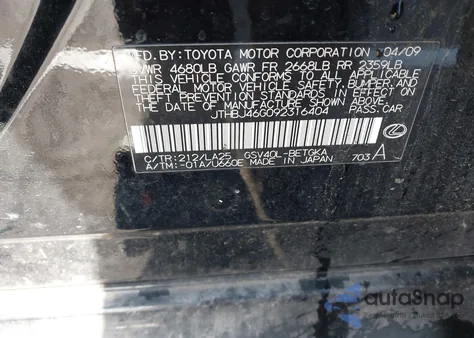 MFD. BY: TOYOTA MOTOR CORPORATION 04/09
GVWR 4680LB GAWR FR 2668LB RR 2359LB
THIS VEHICLE CONFORMS TO ALL APPLICABLE
FEDERAL MOTOR VEHICLE SAFETY, BUMPER, AND
THEFT PREVENTION STANDARDS IN EFFECT ON
THE DATE OF MANUFACTURE SHOWN ABOVE.
JTHBJ46G092316404 PASS.CAR
C/TR:212/LA25 GSV40L-BETGKA
A/TM:-01A/U660E MADE IN JAPAN 703 A
autoSnap